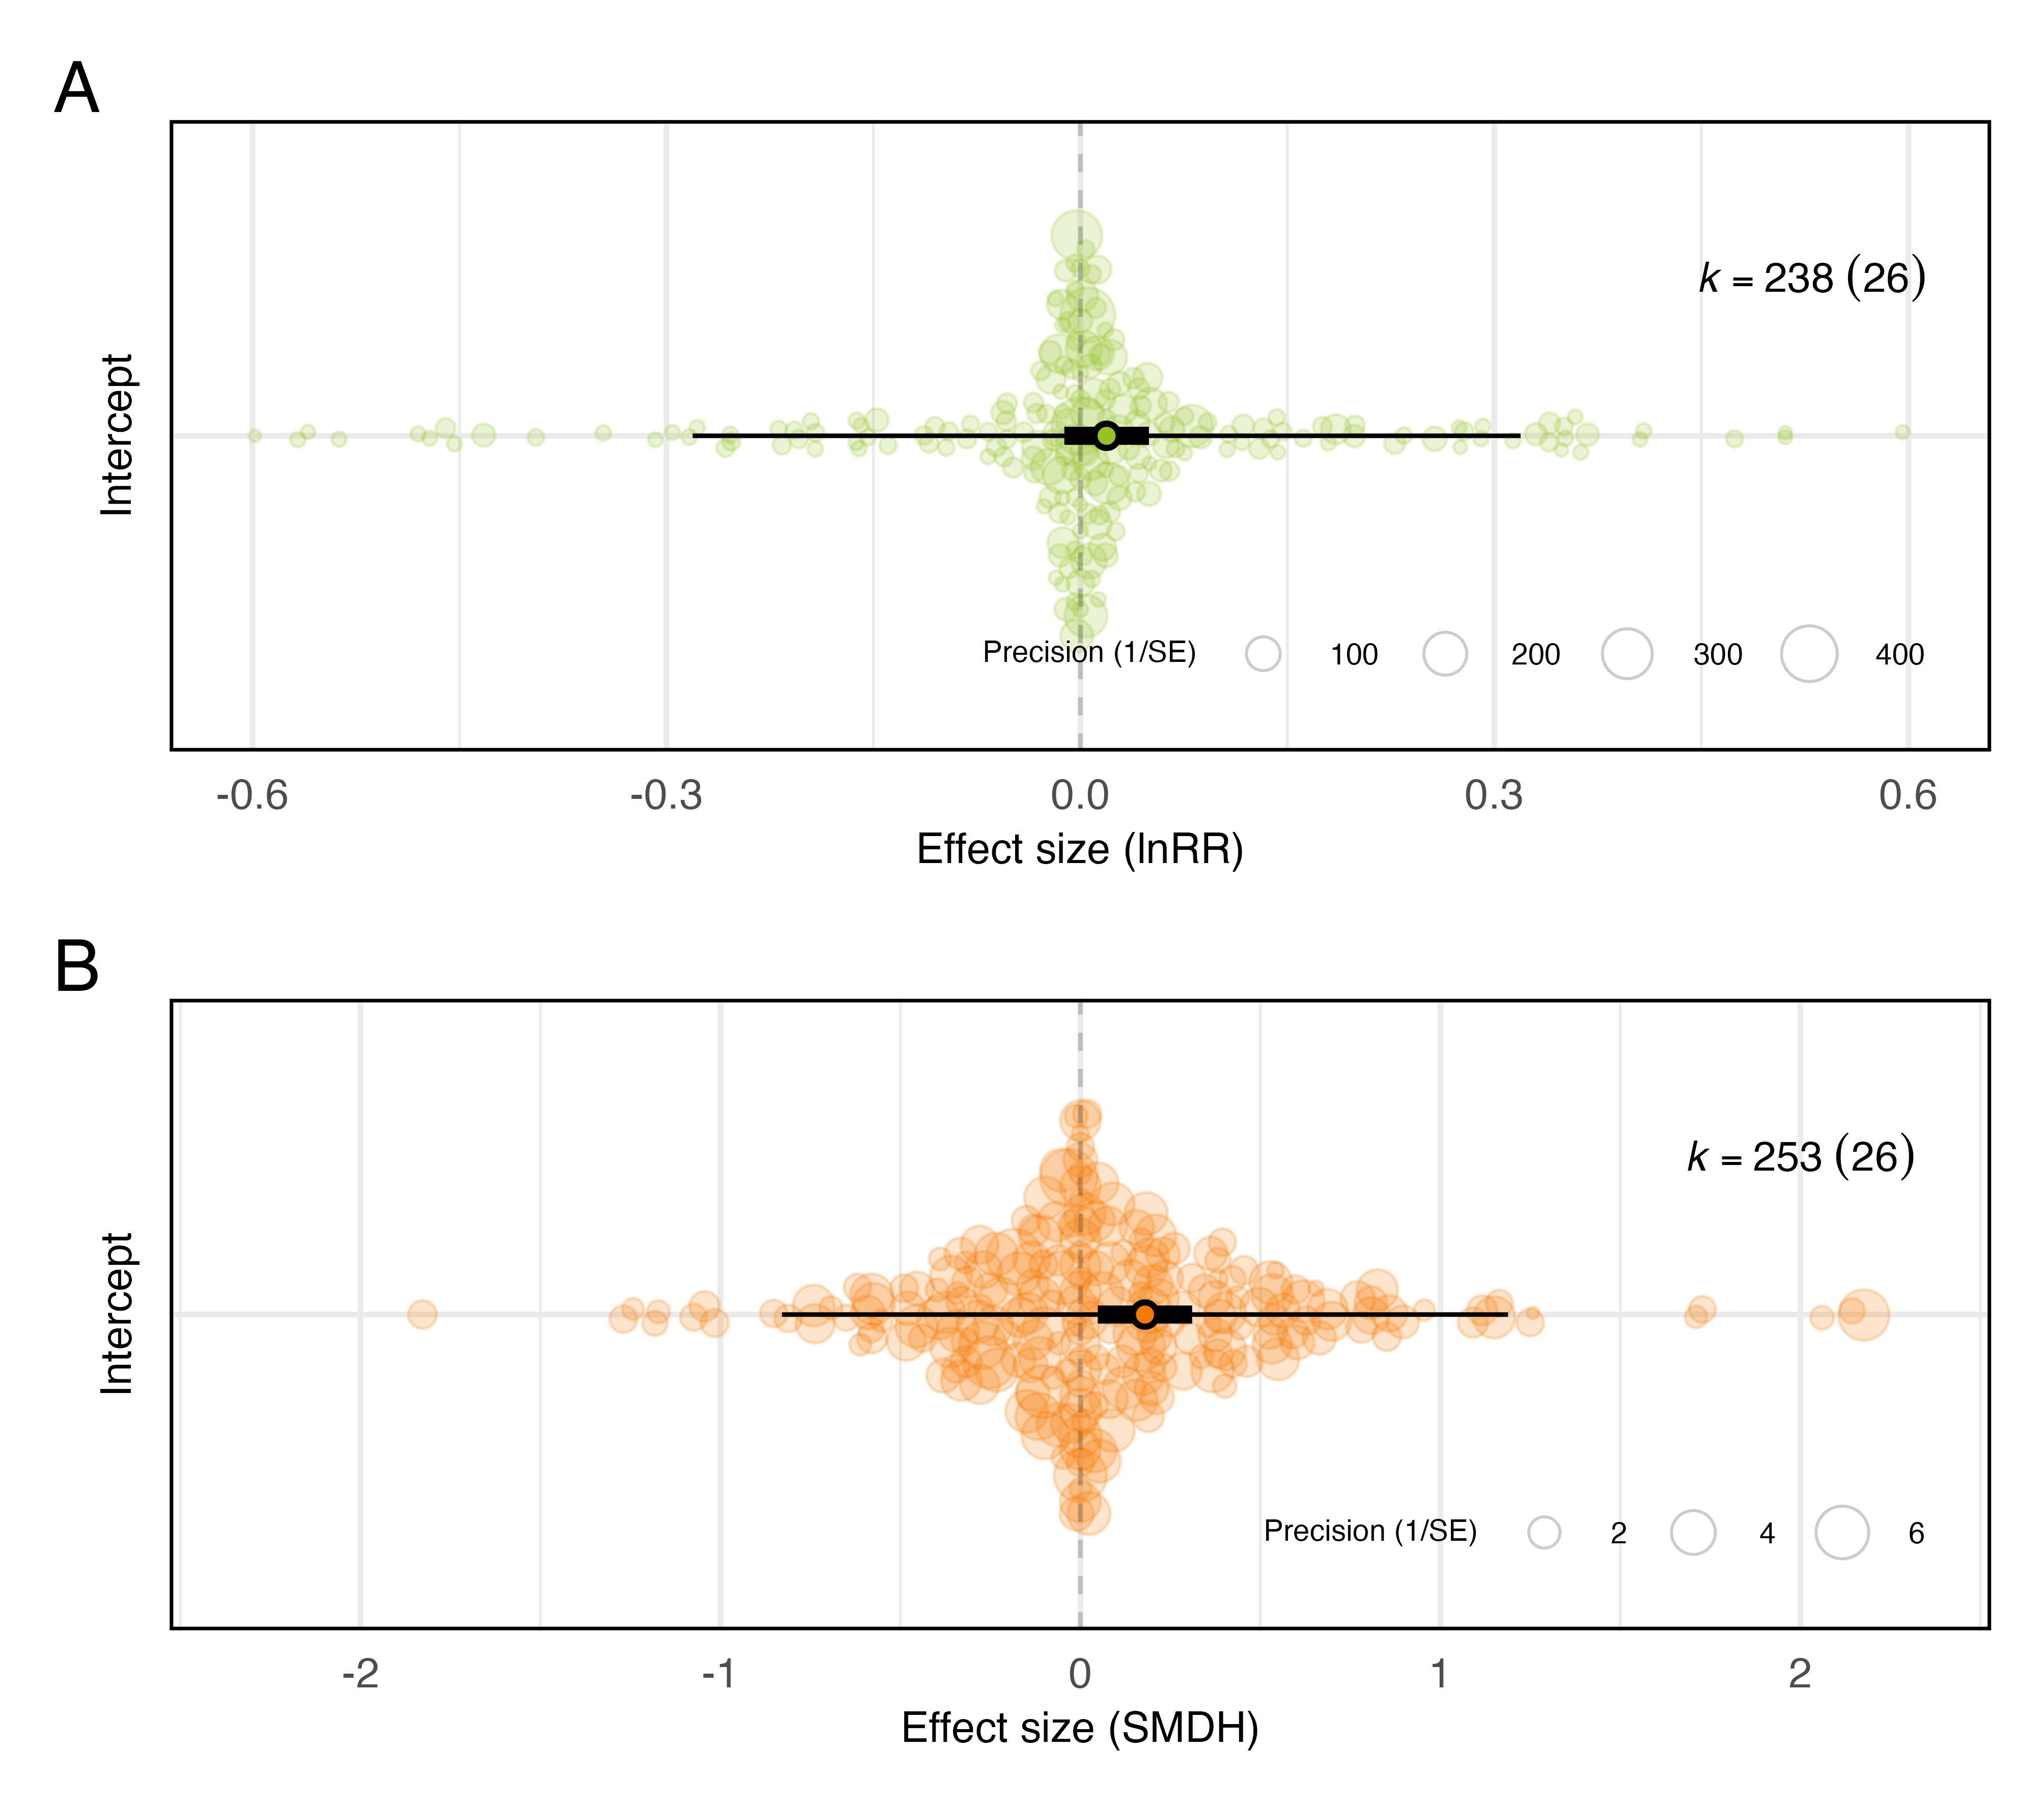 A
k = 238 (26)
Intercept
Precision (1/SE) 100 200 300 400
-0.6 -0.3 0.0 0.3 0.6
Effect size (lnRR)
B
k = 253 (26)
Intercept
Precision (1/SE) 2 4 6
-2 -1 0 1 2
Effect size (SMDH)